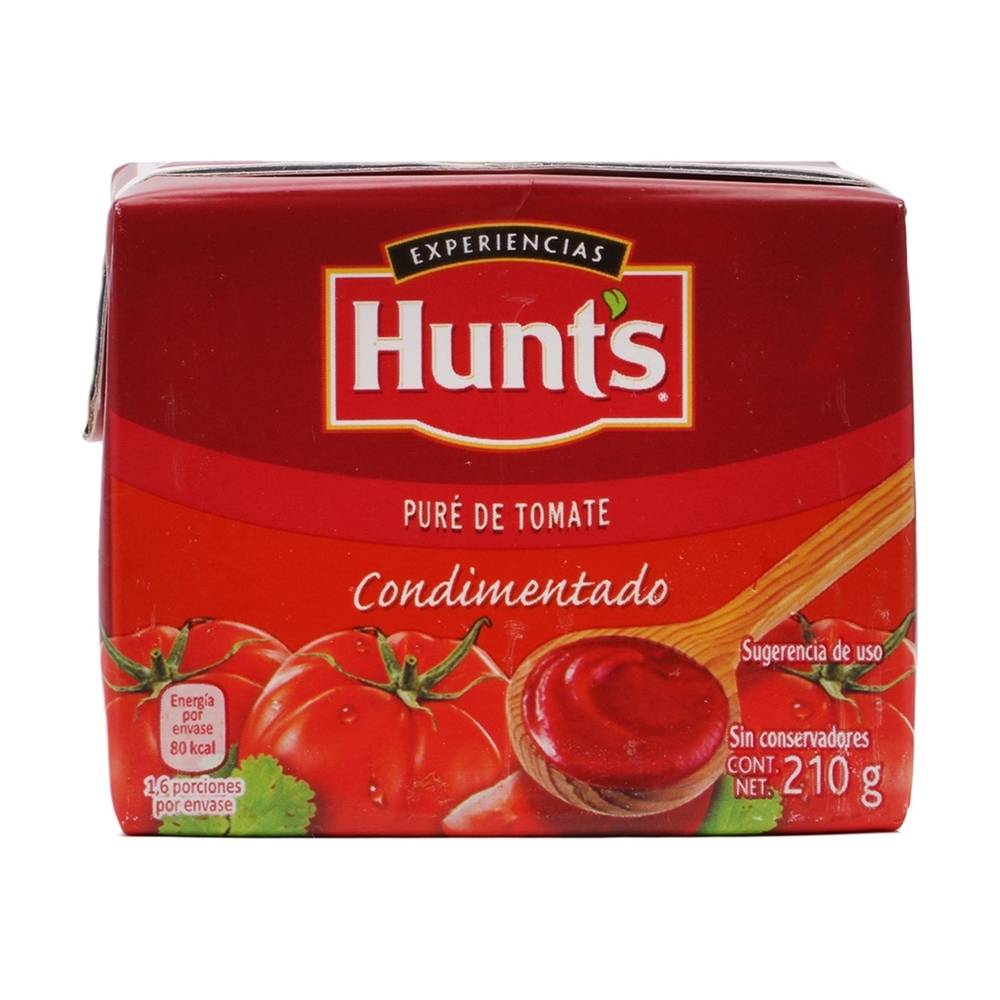 EXPERIENCIAS
Hunt's®
PURÉ DE TOMATE
Condimentado
Sugerencia de uso
Energía
por
envase
80 kcal
1,6 porciones
por envase
Sin conservadores
CONT.
NET. 210 g